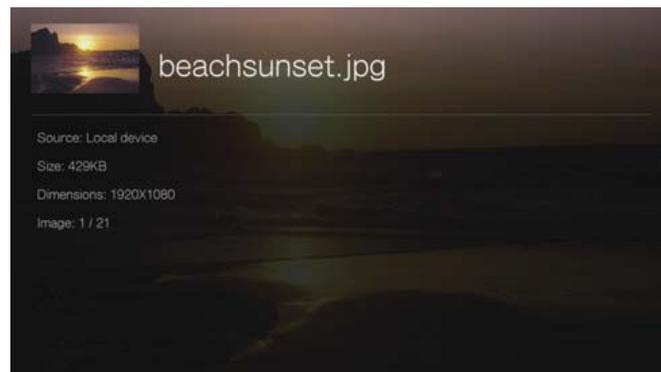 beachsunset.jpg
Source: Local device
Size: 429KB
Dimensions: 1920X1080
Image: 1 / 21